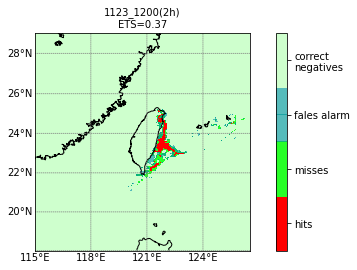 1123_1200(2h)
ETS=0.37
28°N
26°N
24°N
22°N
20°N
115°E
118°E
121°E
124°E
correct
negatives
fales alarm
misses
hits